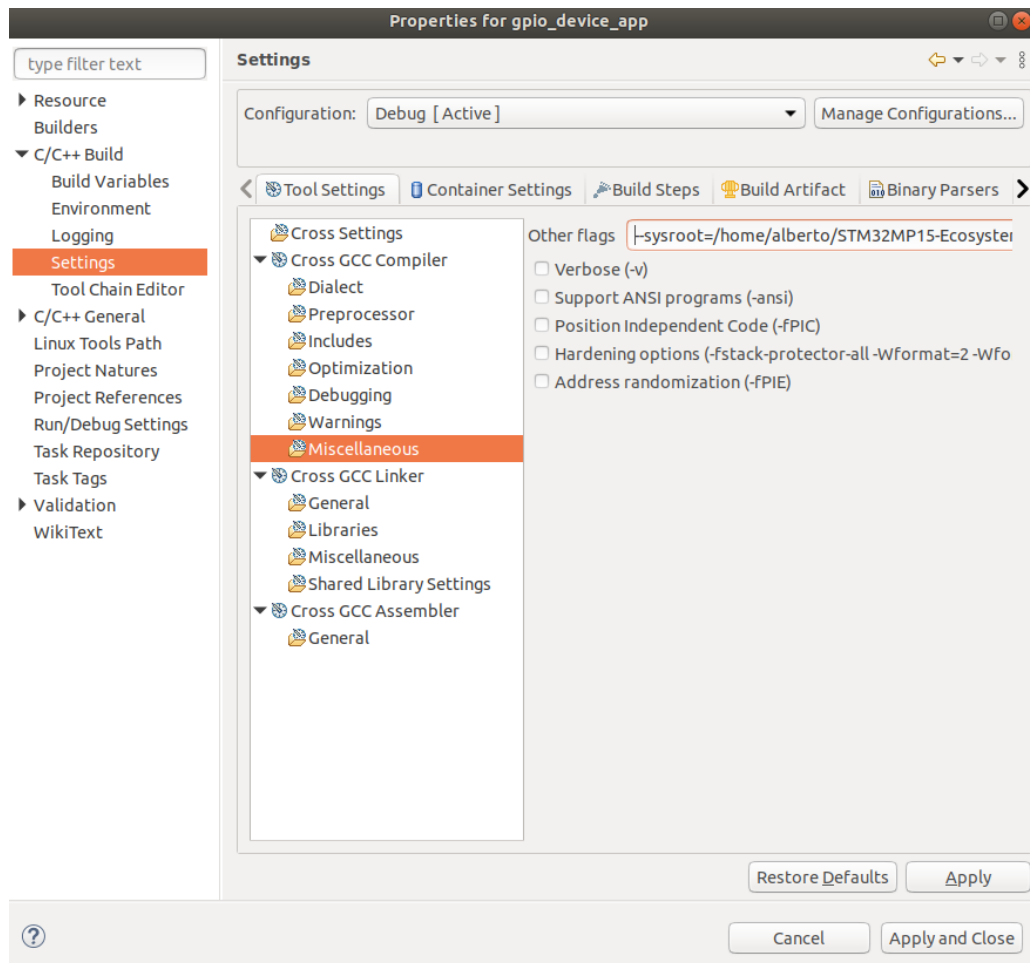 Properties for gpio_device_app
type filter text
Resource
Builders
C/C++ Build
Build Variables
Environment
Logging
Settings
Tool Chain Editor
C/C++ General
Linux Tools Path
Project Natures
Project References
Run/Debug Settings
Task Repository
Task Tags
Validation
WikiText
Settings
Configuration: Debug [ Active ] Manage Configurations...
Tool Settings Container Settings Build Steps Build Artifact Binary Parsers
Cross Settings
Cross GCC Compiler
Dialect
Preprocessor
Includes
Optimization
Debugging
Warnings
Miscellaneous
Cross GCC Linker
General
Libraries
Miscellaneous
Shared Library Settings
Cross GCC Assembler
General
Other flags --sysroot=/home/alberto/STM32MP15-Ecosyster
Verbose (-v)
Support ANSI programs (-ansi)
Position Independent Code (-fPIC)
Hardening options (-fstack-protector-all -Wformat=2 -Wfo
Address randomization (-fPIE)
Restore Defaults Apply
? Cancel Apply and Close